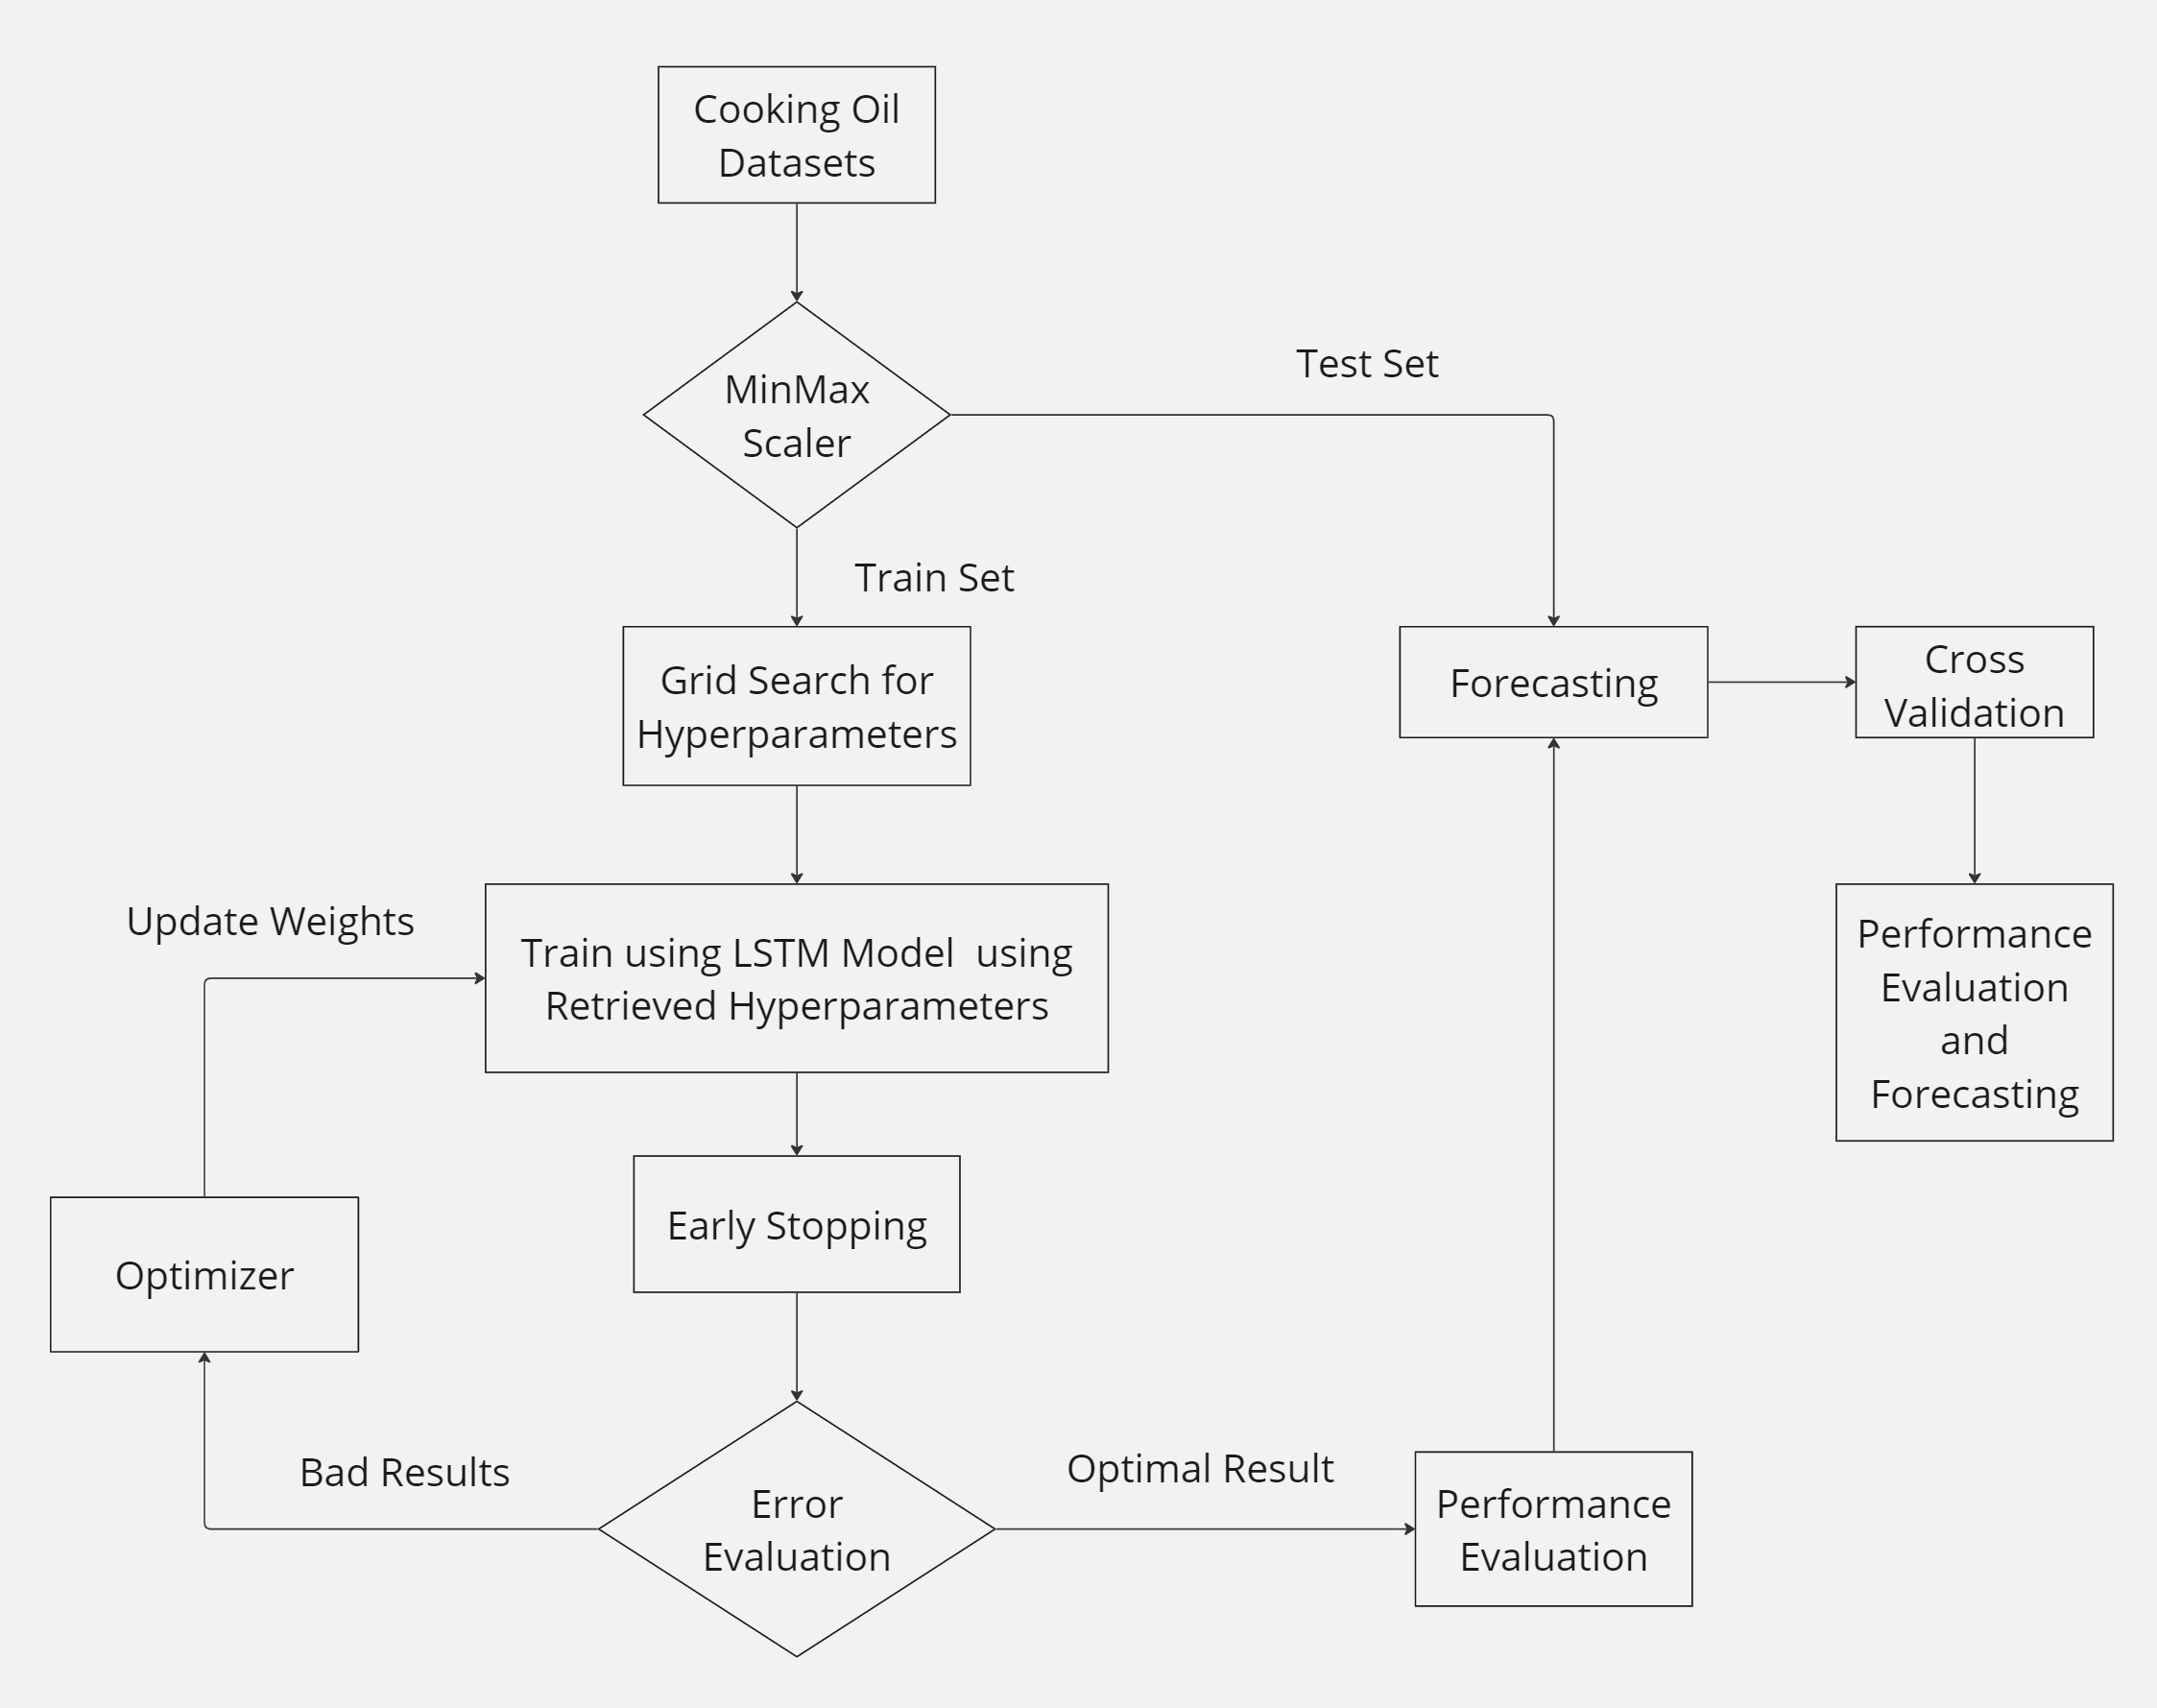 Cooking Oil
Datasets
MinMax
Scaler
Test Set
Train Set
Grid Search for
Hyperparameters
Forecasting
Cross
Validation
Update Weights
Train using LSTM Model  using
Retrieved Hyperparameters
Performance
Evaluation
and
Forecasting
Early Stopping
Optimizer
Bad Results
Error
Evaluation
Optimal Result
Performance
Evaluation